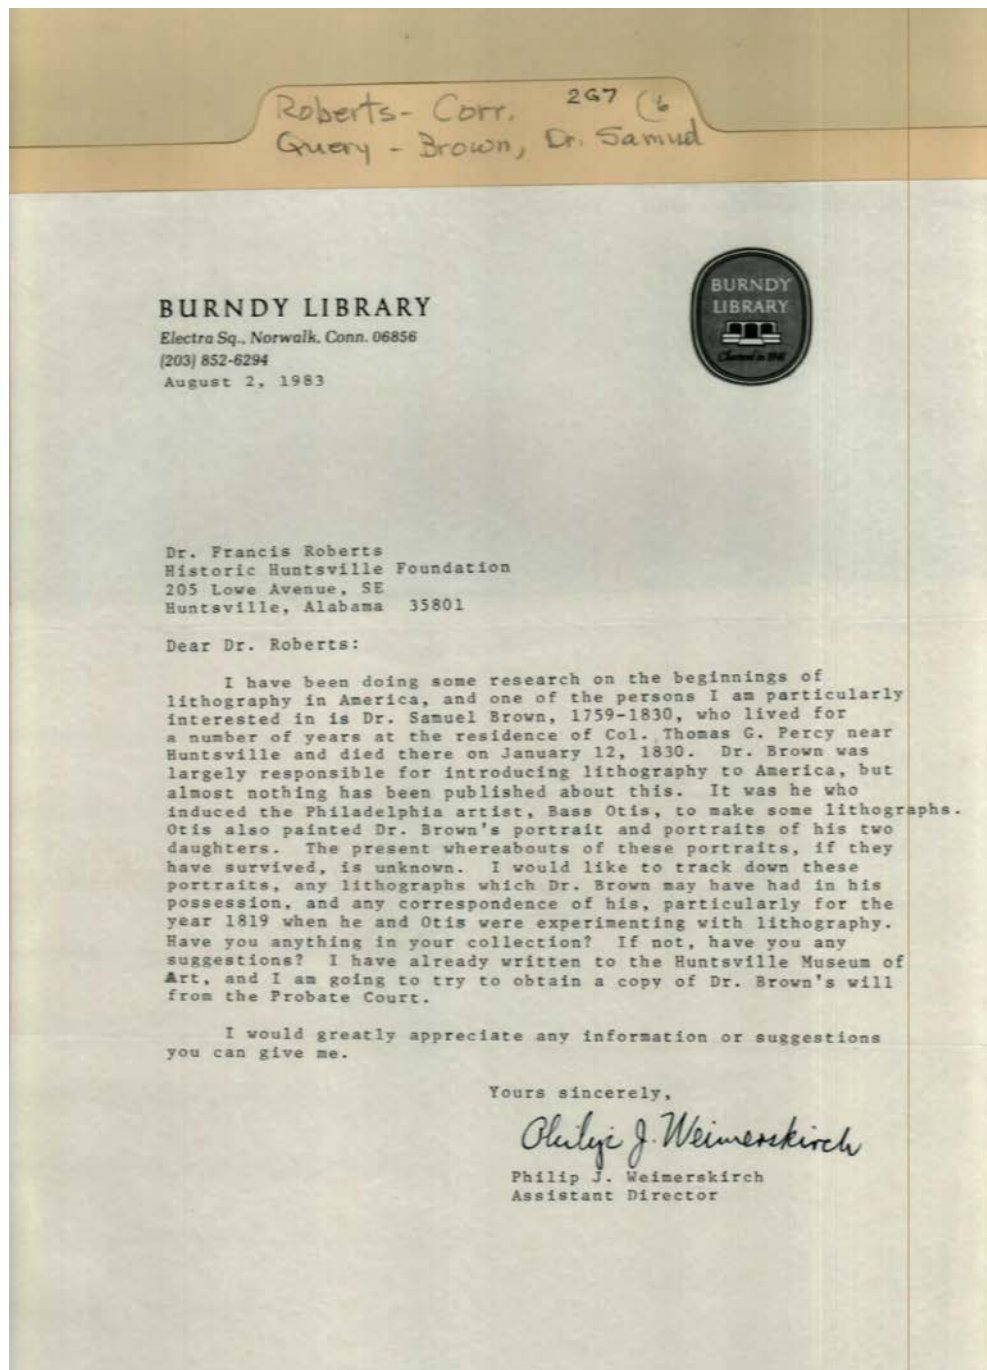 Roberts- Corr. 2G7 (6
Query - Brown, Dr. Samuel
BURNDY LIBRARY
Electra Sq., Norwalk, Conn. 06856
(203) 852-6294
August 2, 1983
BURNDY
LIBRARY
Chartered in 1941
Dr. Francis Roberts
Historic Huntsville Foundation
205 Lowe Avenue, SE
Huntsville, Alabama 35801
Dear Dr. Roberts:
I have been doing some research on the beginnings of
lithography in America, and one of the persons I am particularly
interested in is Dr. Samuel Brown, 1759-1830, who lived for
a number of years at the residence of Col. Thomas G. Percy near
Huntsville and died there on January 12, 1830. Dr. Brown was
largely responsible for introducing lithography to America, but
almost nothing has been published about this. It was he who
induced the Philadelphia artist, Bass Otis, to make some lithographs.
Otis also painted Dr. Brown's portrait and portraits of his two
daughters. The present whereabouts of these portraits, if they
have survived, is unknown. I would like to track down these
portraits, any lithographs which Dr. Brown may have had in his
possession, and any correspondence of his, particularly for the
year 1819 when he and Otis were experimenting with lithography.
Have you anything in your collection? If not, have you any
suggestions? I have already written to the Huntsville Museum of
Art, and I am going to try to obtain a copy of Dr. Brown's will
from the Probate Court.
I would greatly appreciate any information or suggestions
you can give me.
Yours sincerely,
Philip J. Weimerskirch
Philip J. Weimerskirch
Assistant Director